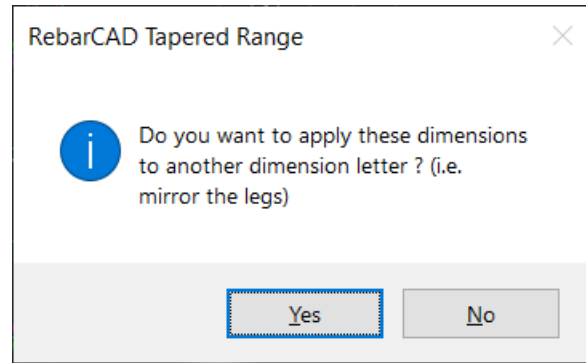 RebarCAD Tapered Range
Do you want to apply these dimensions
to another dimension letter ? (i.e.
mirror the legs)
Yes
No